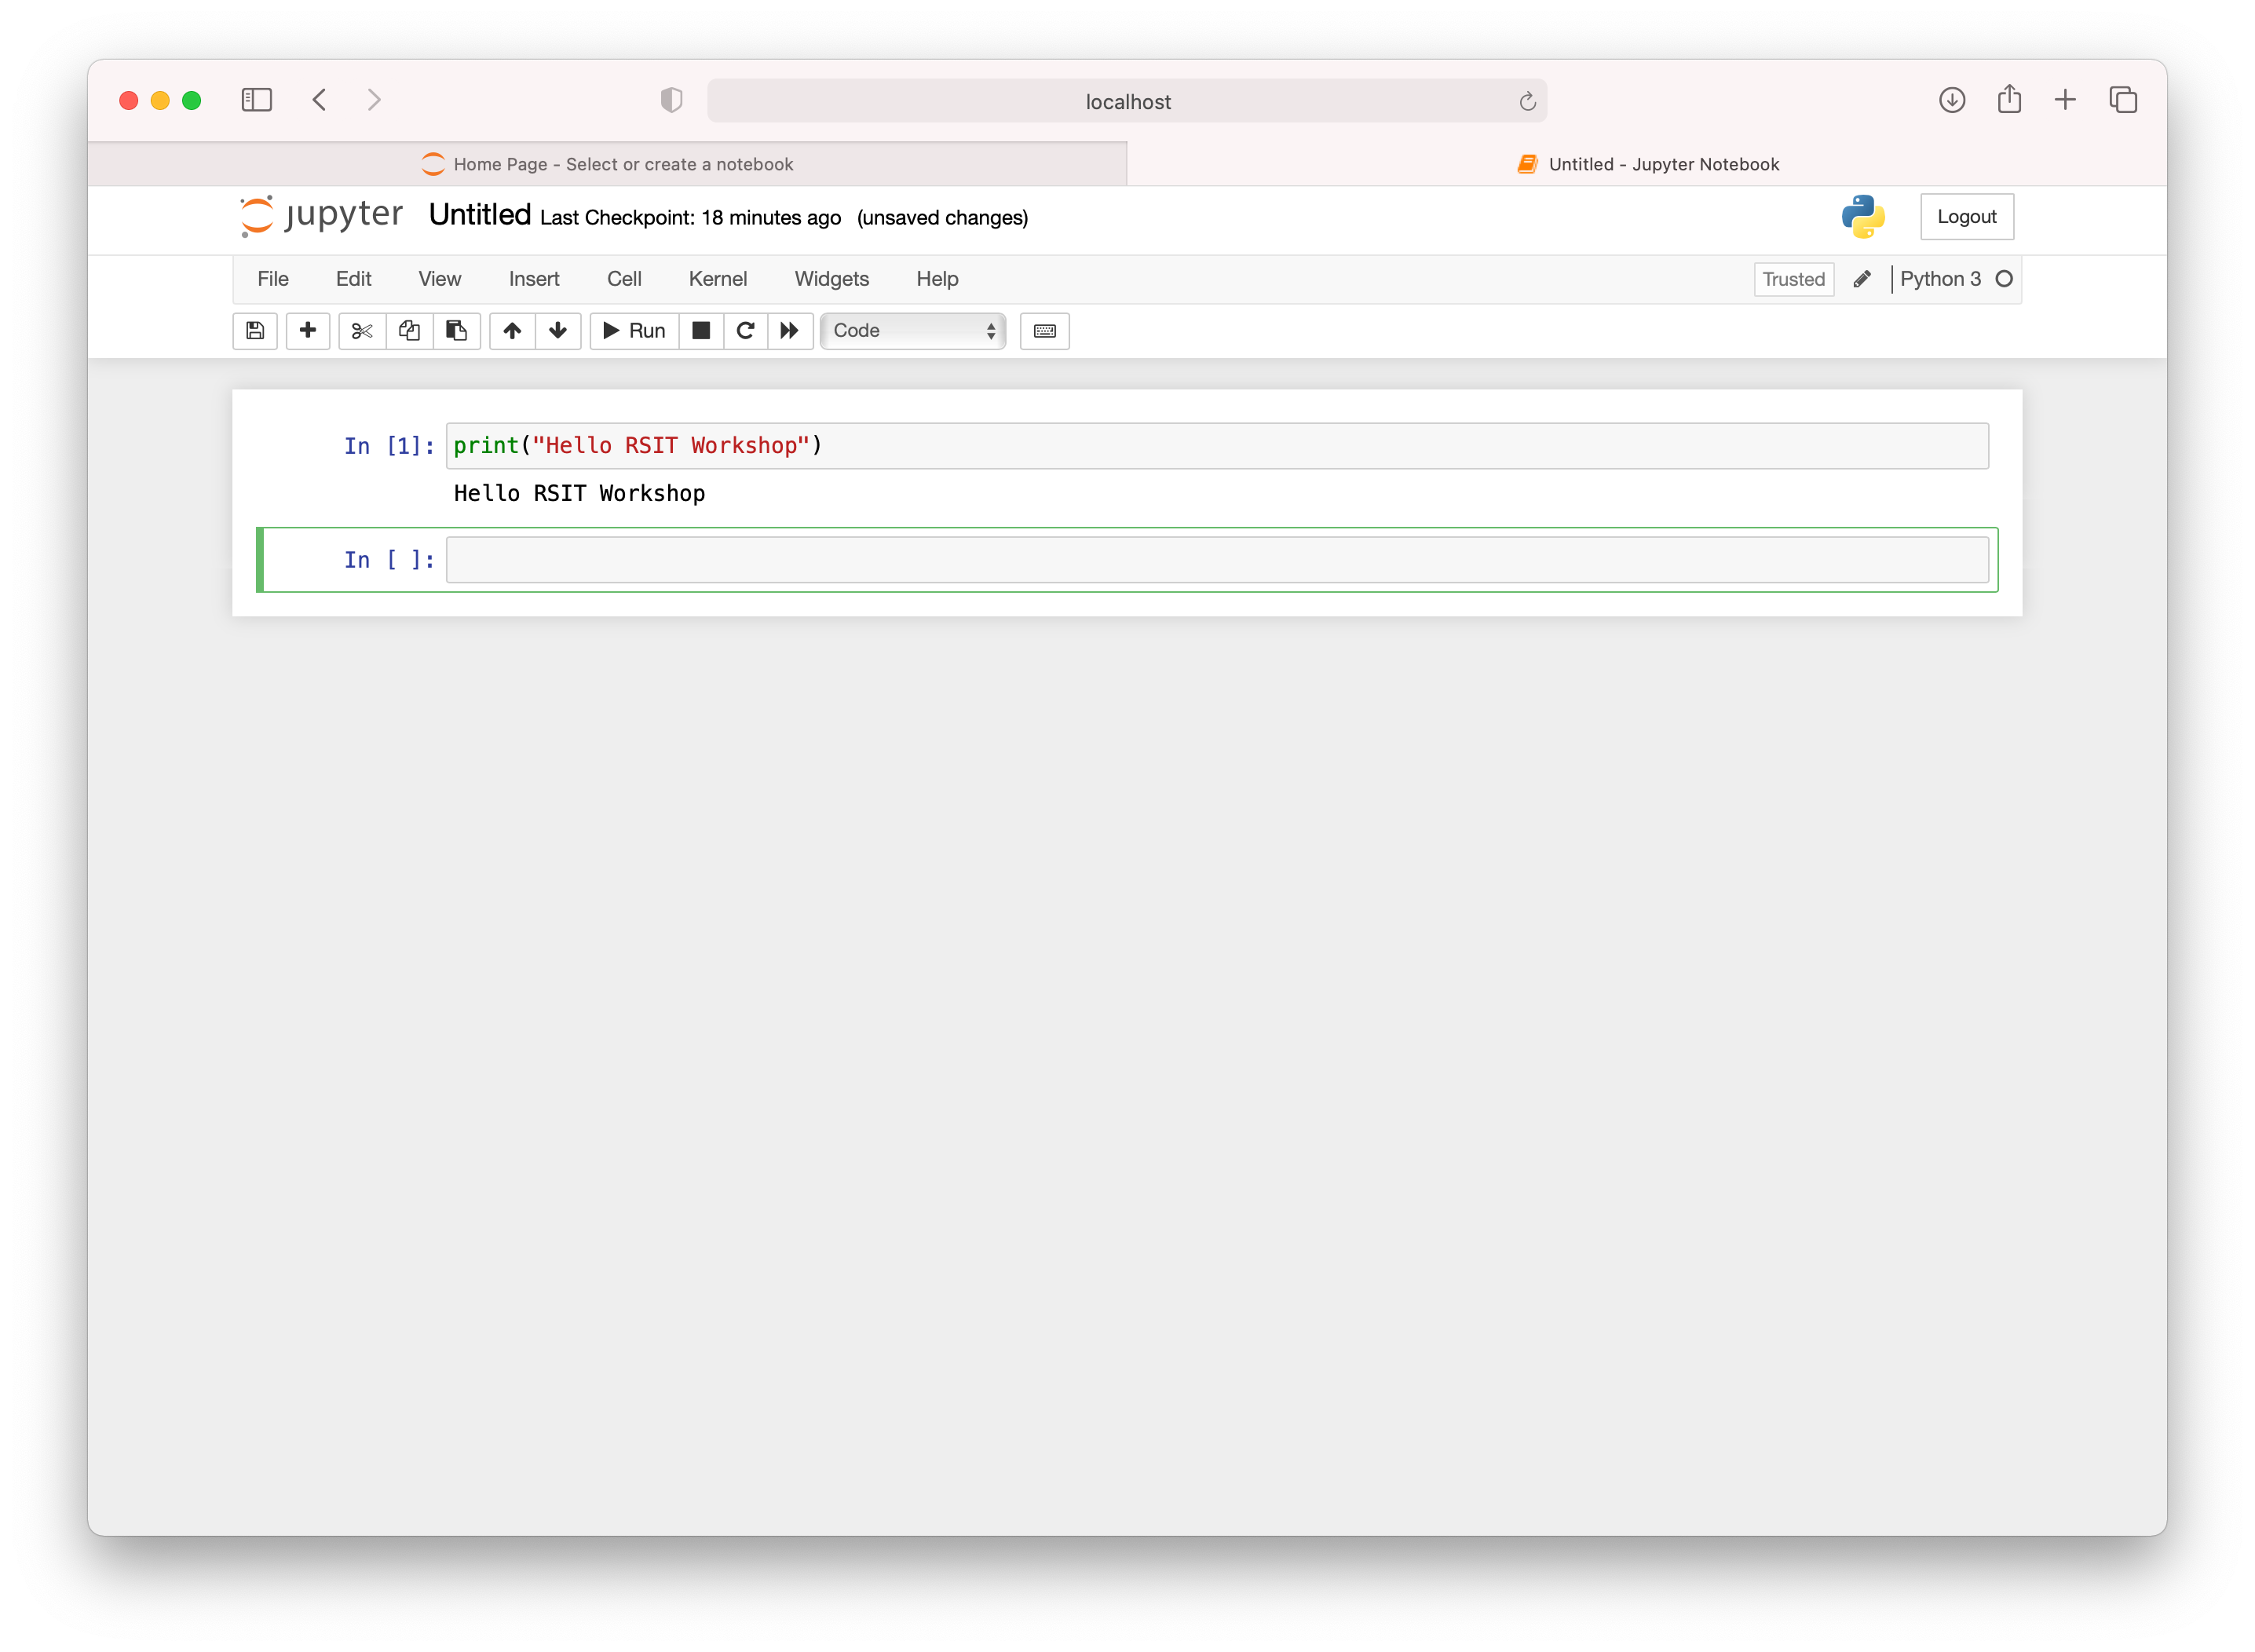 localhost
Home Page - Select or create a notebook
Untitled - Jupyter Notebook
jupyter Untitled Last Checkpoint: 18 minutes ago (unsaved changes)
Logout
File Edit View Insert Cell Kernel Widgets Help
Trusted Python 3
Run Code
In [1]: print("Hello RSIT Workshop")
Hello RSIT Workshop
In [ ]: